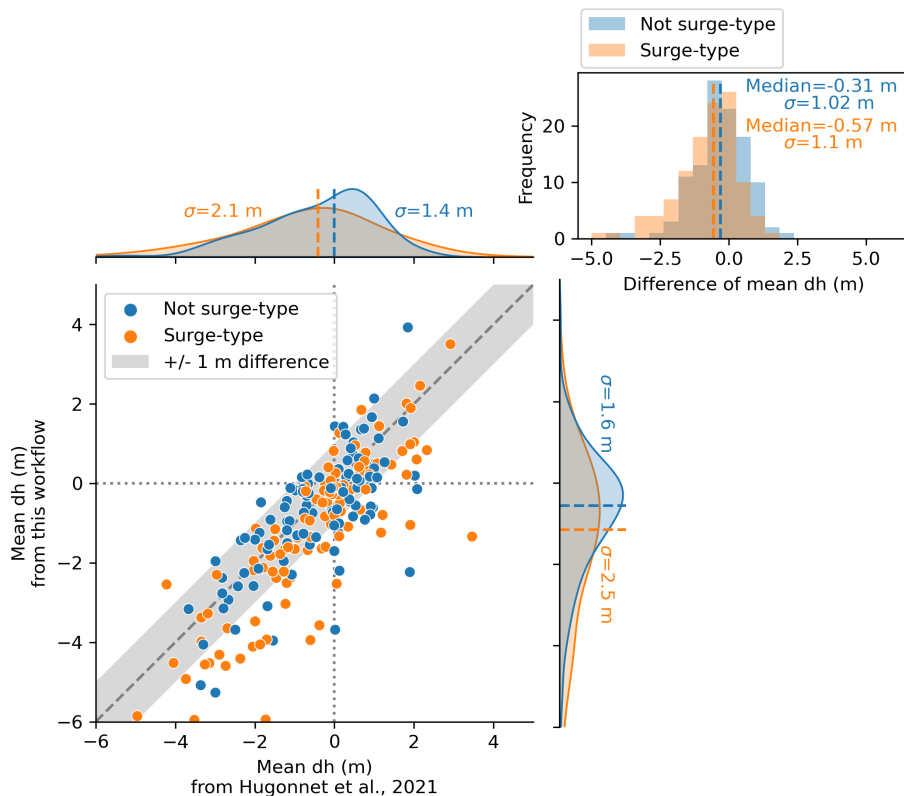 Not surge-type
Surge-type
Median=-0.31 m
σ=1.02 m
Median=-0.57 m
σ=1.1 m
Frequency
20
10
0
−5.0
−2.5
0.0
2.5
5.0
Difference of mean dh (m)
σ=2.1 m
σ=1.4 m
Not surge-type
Surge-type
+/- 1 m difference
Mean dh (m)
from this workflow
4
2
0
−2
−4
−6
−6
−4
−2
0
2
4
Mean dh (m)
from Hugonnet et al., 2021
σ=1.6 m
σ=2.5 m